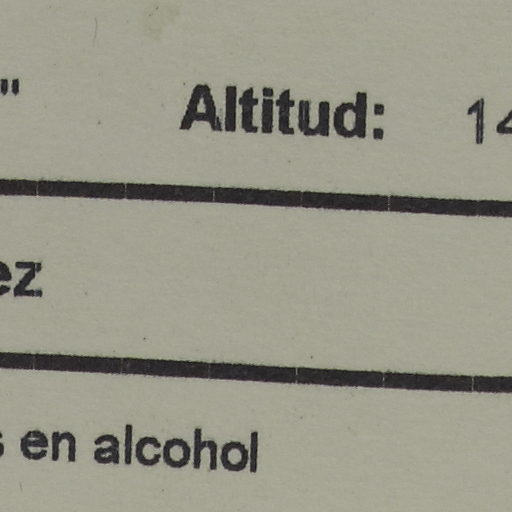 " Altitud: 14
ez
s en alcohol